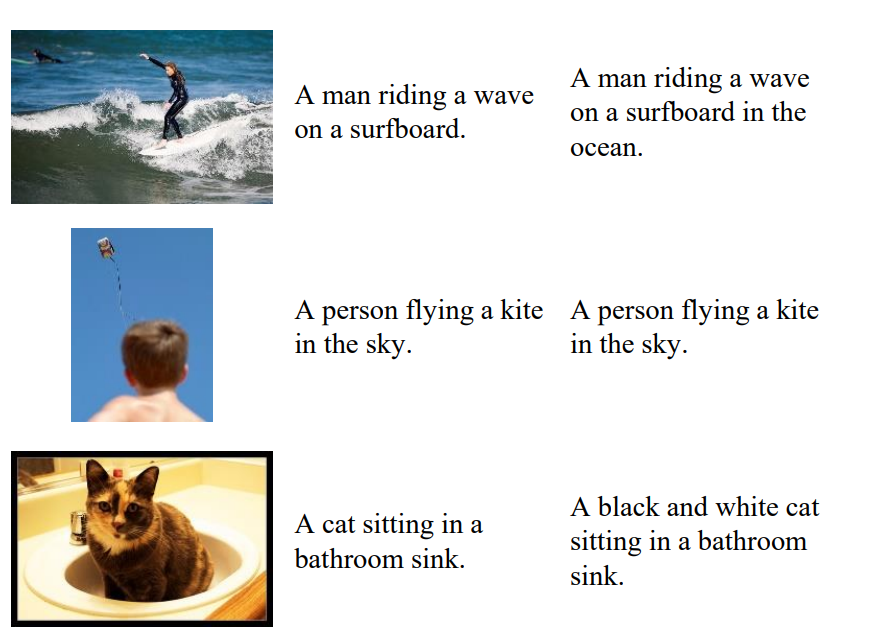 A man riding a wave
on a surfboard.
A man riding a wave
on a surfboard in the
ocean.
A person flying a kite
in the sky.
A person flying a kite
in the sky.
A cat sitting in a
bathroom sink.
A black and white cat
sitting in a bathroom
sink.